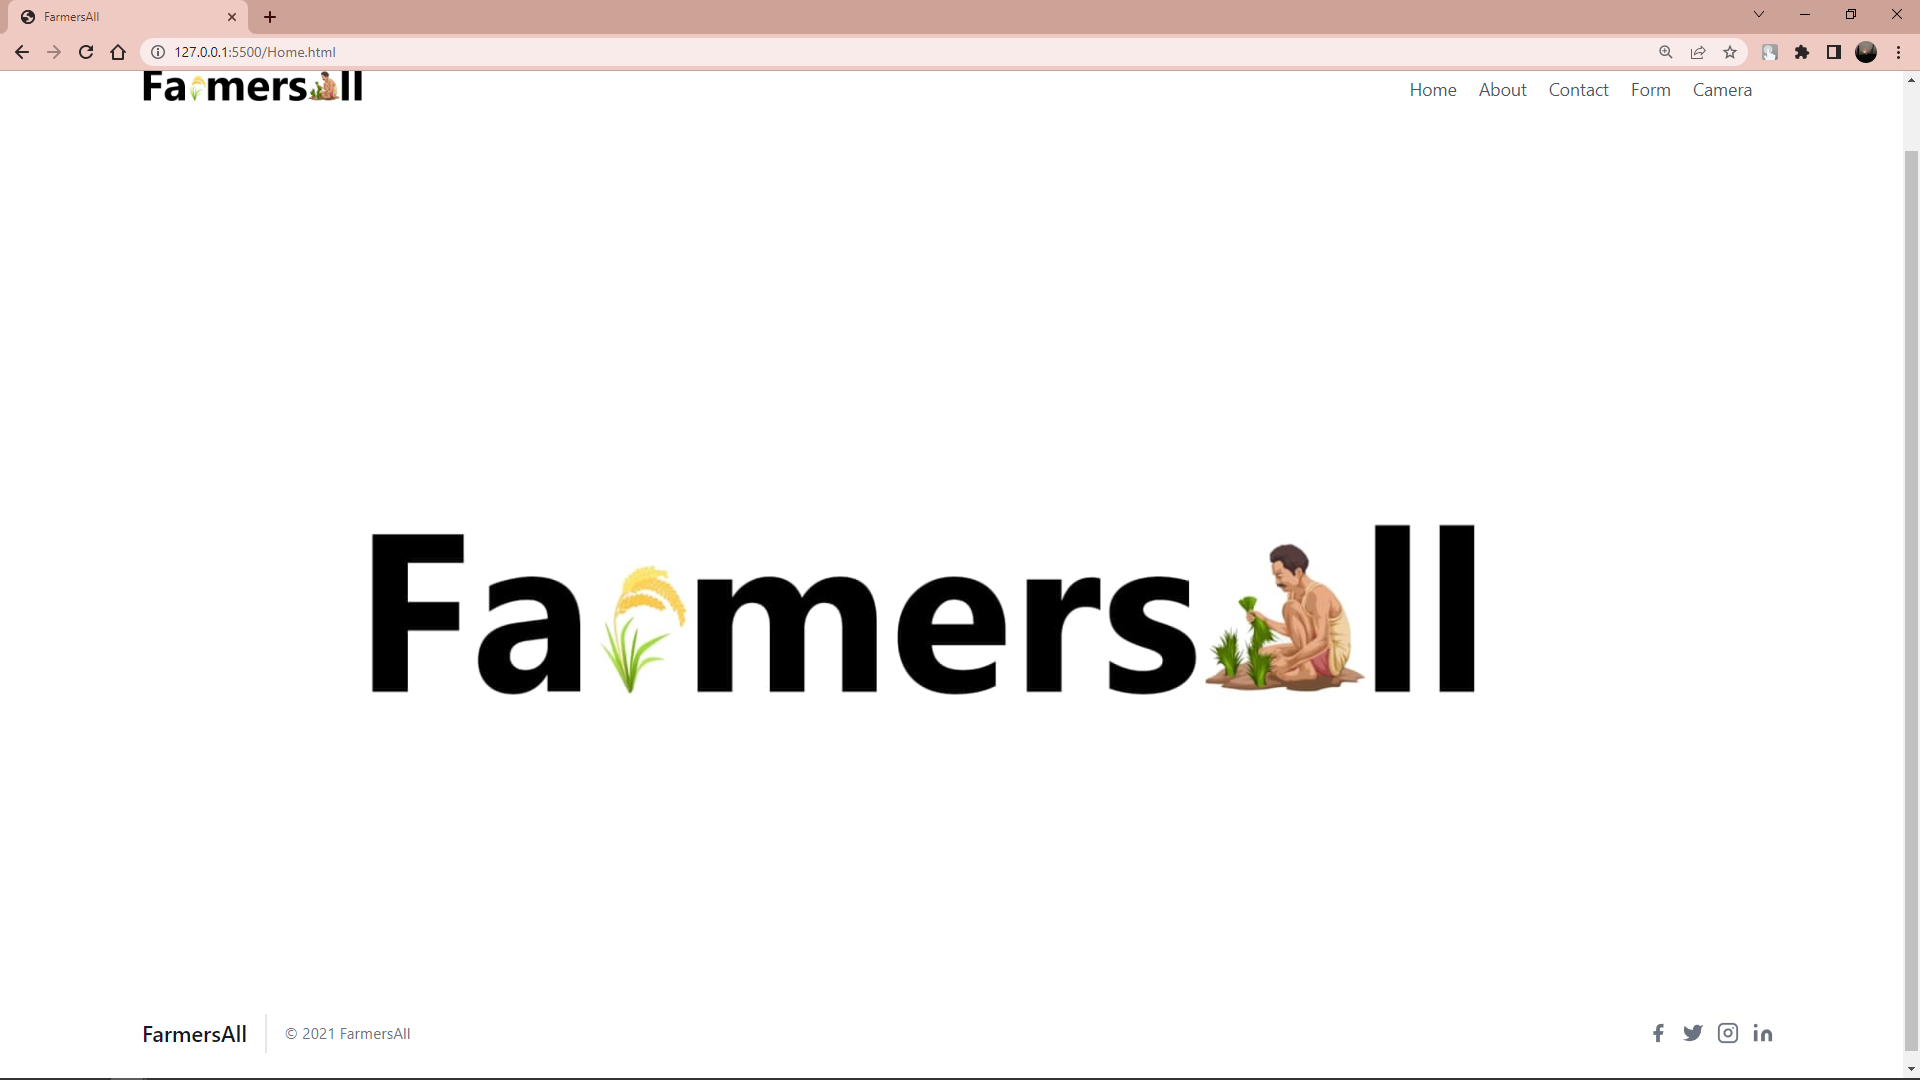 FarmersAll
127.0.0.1:5500/Home.html
Fa mers ll
Home About Contact Form Camera
Fa mers ll
FarmersAll
© 2021 FarmersAll